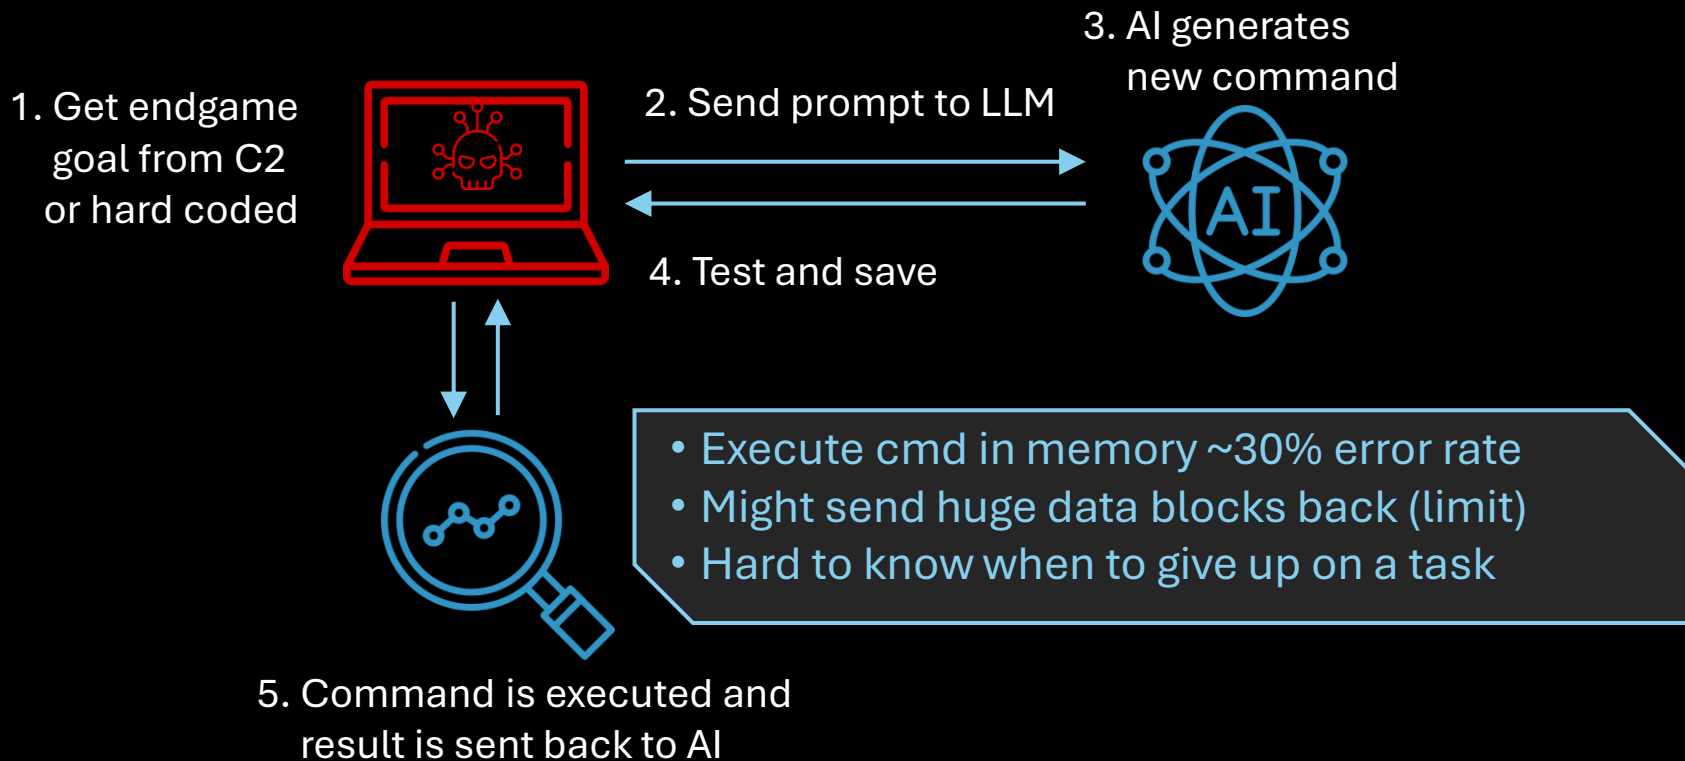 1. Get endgame
goal from C2
or hard coded
2. Send prompt to LLM
3. AI generates
new command
AI
4. Test and save
• Execute cmd in memory ~30% error rate
• Might send huge data blocks back (limit)
• Hard to know when to give up on a task
5. Command is executed and
result is sent back to AI